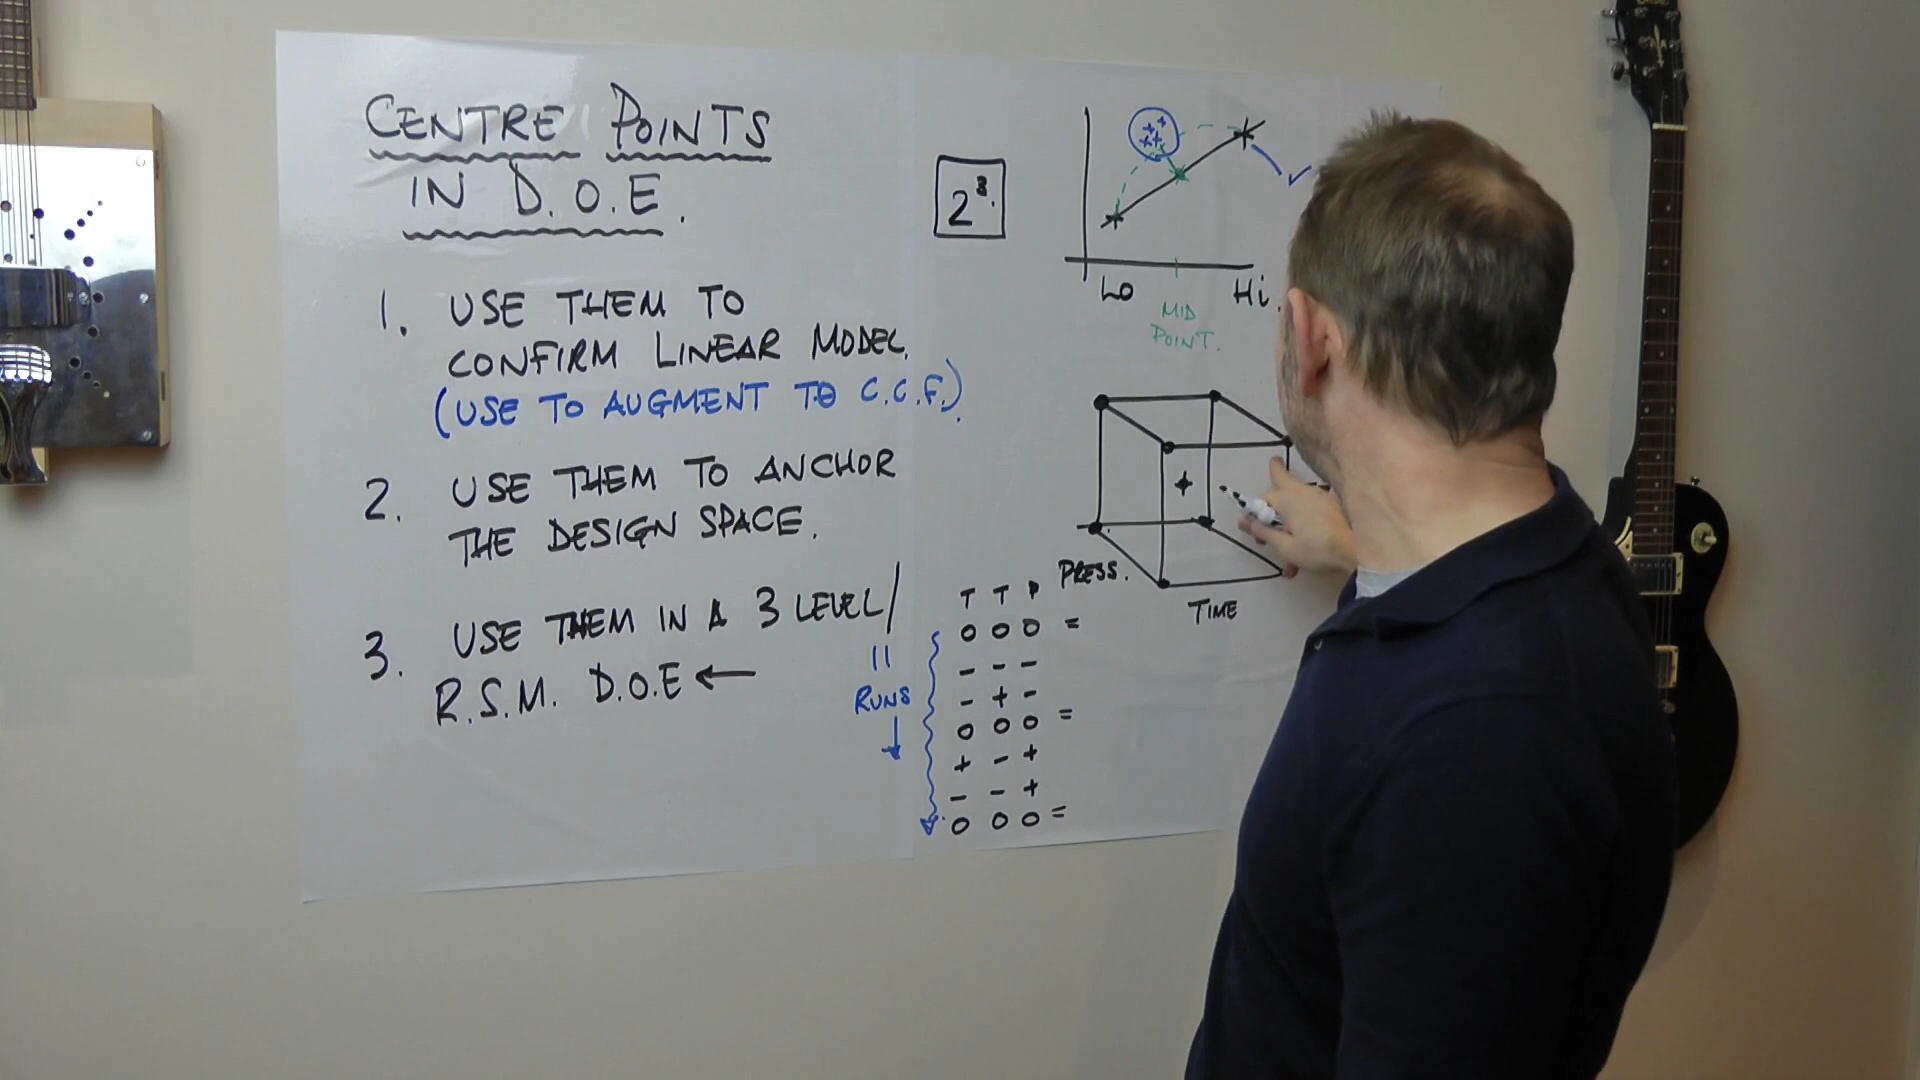 CENTRE POINTS
IN D.O.E.
1. USE THEM TO
CONFIRM LINEAR MODEL.
(USE TO AUGMENT TO C.C.F.).
2. USE THEM TO ANCHOR
THE DESIGN SPACE.
3. USE THEM IN A 3 LEVEL/
R.S.M. D.O.E ←
2³.
Lo Hi.
MID
POINT.
PRESS.
TIME
11
RUNS
↓
T T P
0 0 0 =
- - -
- + -
0 0 0 =
+ - +
- - +
0 0 0 =